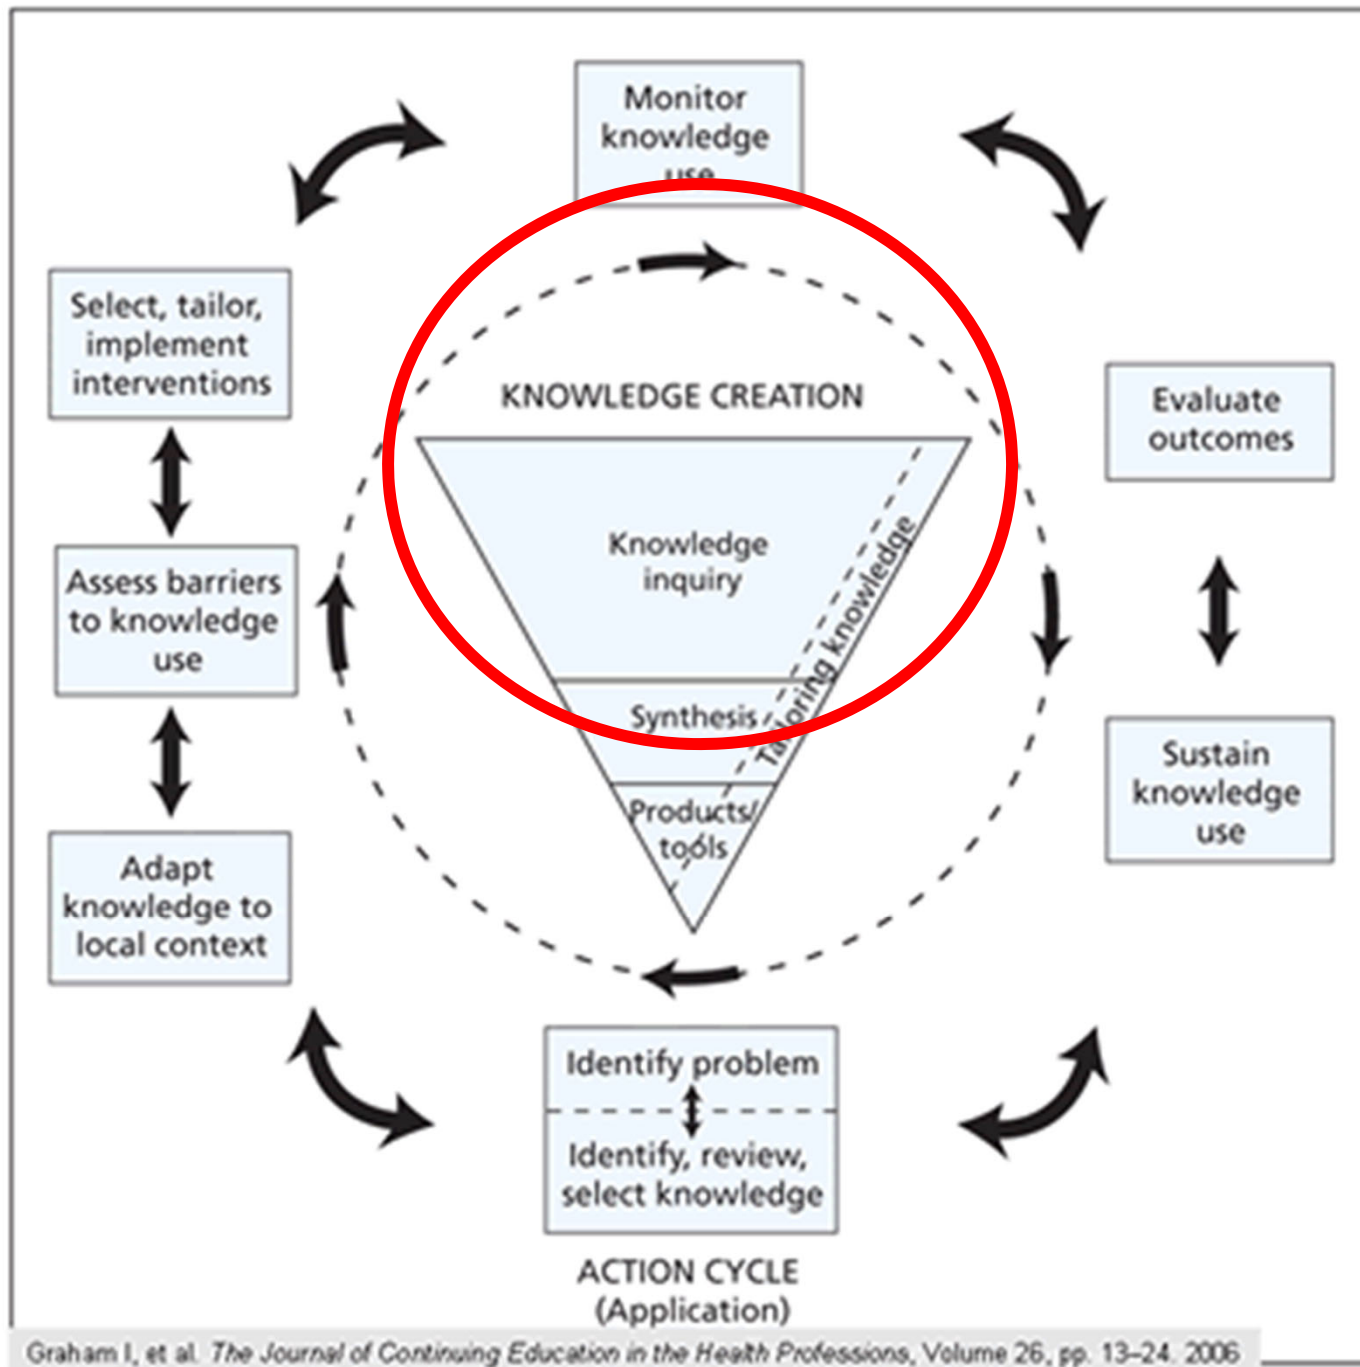 Monitor
knowledge
use
Select, tailor,
implement
interventions
KNOWLEDGE CREATION
Evaluate
outcomes
Knowledge
inquiry
Tailoring knowledge
Assess barriers
to knowledge
use
Synthesis
Sustain
knowledge
use
Products/
tools
Adapt
knowledge to
local context
Identify problem
Identify, review,
select knowledge
ACTION CYCLE
(Application)
Graham I, et al. The Journal of Continuing Education in the Health Professions, Volume 26, pp. 13–24, 2006